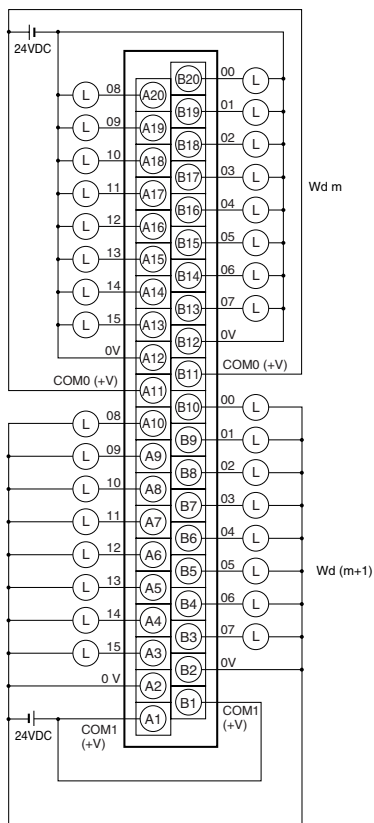 24VDC
B20 00 L
L 08 A20
B19 01 L
L 09 A19
B18 02 L
L 10 A18
B17 03 L
L 11 A17
Wd m
B16 04 L
L 12 A16
B15 05 L
L 13 A15
B14 06 L
L 14 A14
B13 07 L
L 15 A13
B12 0V
0V A12
B11 COM0 (+V)
COM0 (+V) A11
B10 00 L
L 08 A10
B9 01 L
L 09 A9
B8 02 L
L 10 A8
B7 03 L
L 11 A7
B6 04 L
L 12 A6
B5 05 L
Wd (m+1)
L 13 A5
B4 06 L
L 14 A4
B3 07 L
L 15 A3
B2 0V
0 V A2
B1 COM1
(+V)
24VDC
COM1
(+V)
A1